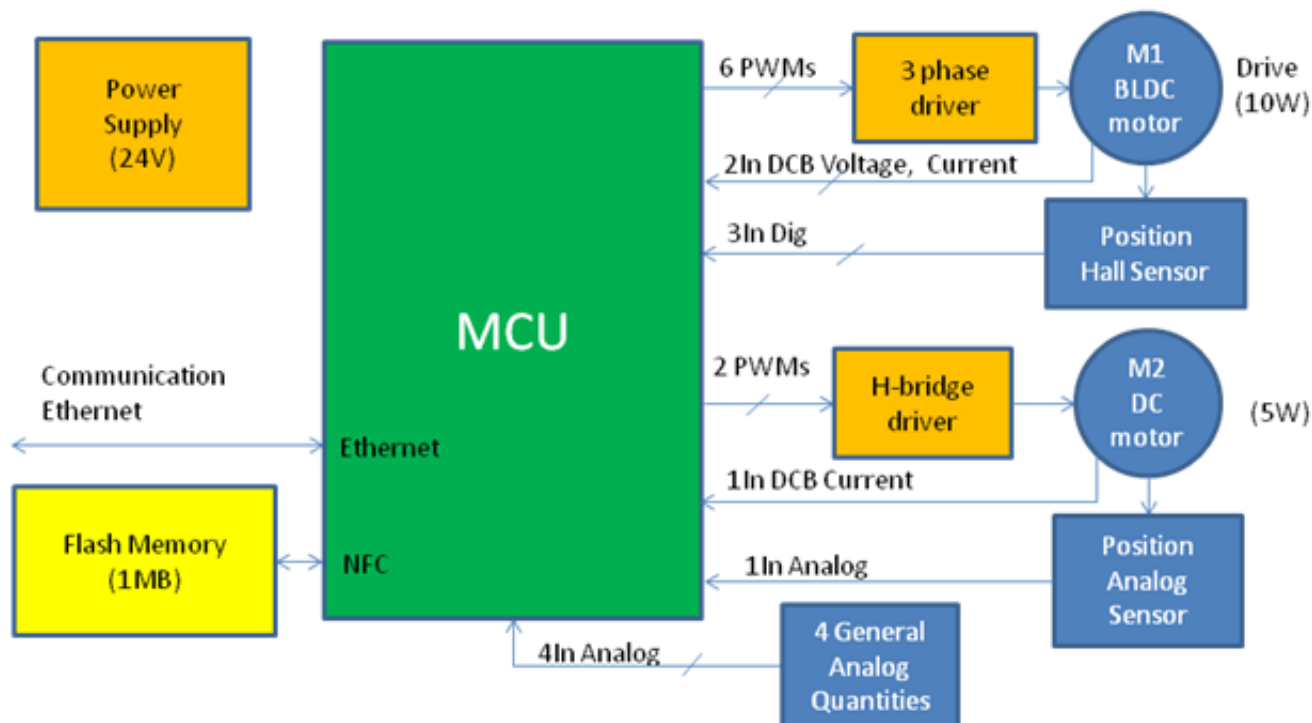 Power
Supply
(24V)
MCU
6 PWMs
3 phase
driver
M1
BLDC
motor
Drive
(10W)
2In DCB Voltage, Current
3In Dig
Position
Hall Sensor
2 PWMs
H-bridge
driver
M2
DC
motor
(5W)
1In DCB Current
1In Analog
Position
Analog
Sensor
4In Analog
4 General
Analog
Quantities
Communication
Ethernet
Ethernet
Flash Memory
(1MB)
NFC